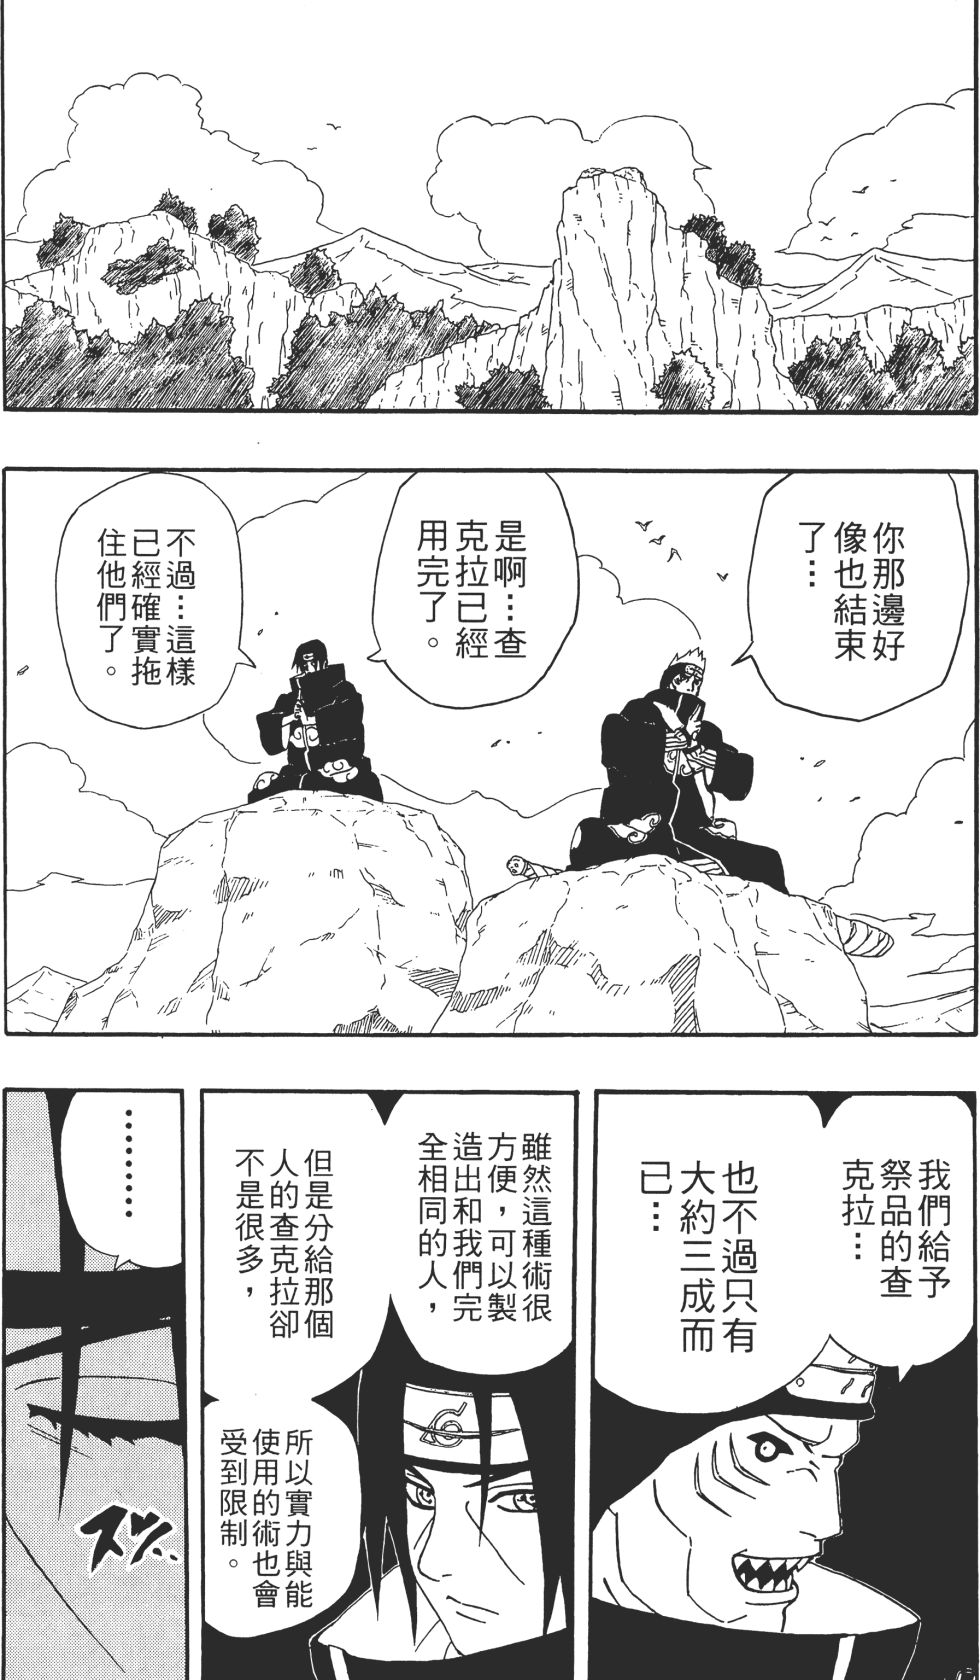 你那邊好
像也結束
了…
是啊…查
克拉已經
用完了。
不過…這樣
已經確實拖
住他們了。
我們給予
祭品的查
克拉…
也不過只有
大約三成而
已…
雖然這種術很
方便，可以製
造出和我們完
全相同的人，
但是分給那個
人的查克拉卻
不是很多，
所以實力與能
使用的術也會
受到限制。
………
スッ…